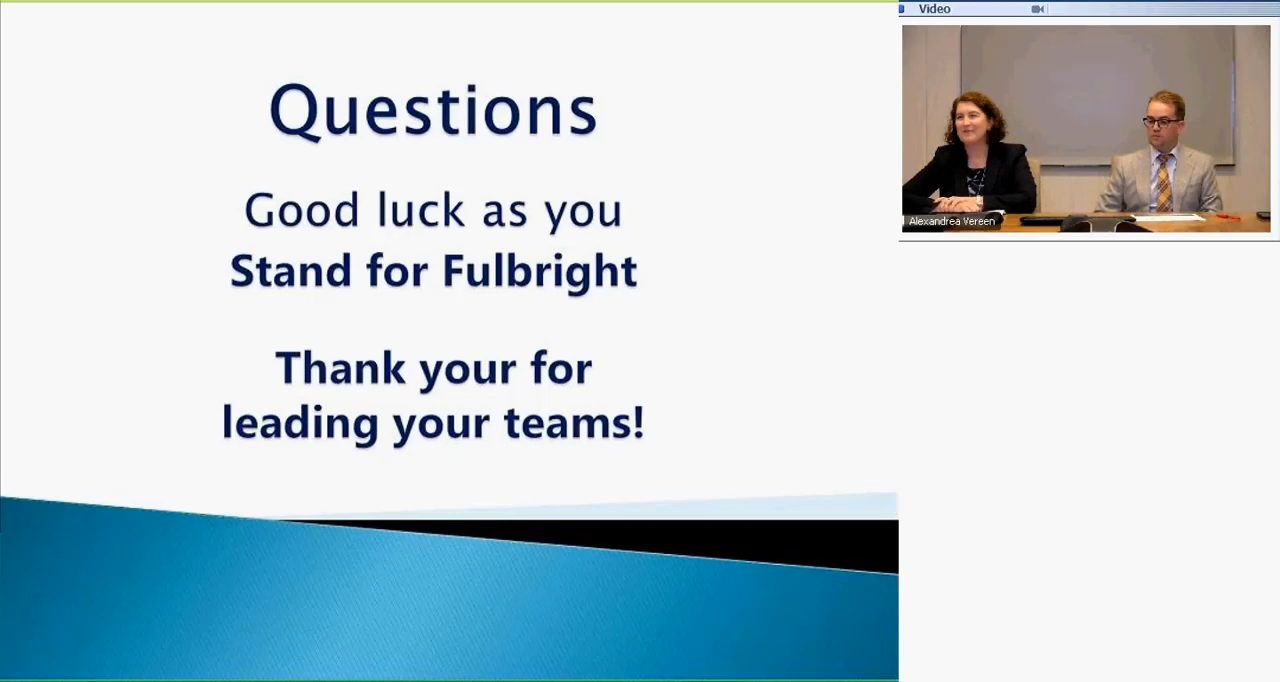 Video
Questions
Good luck as you
Stand for Fulbright
Thank your for
leading your teams!
Alexandrea Vereen